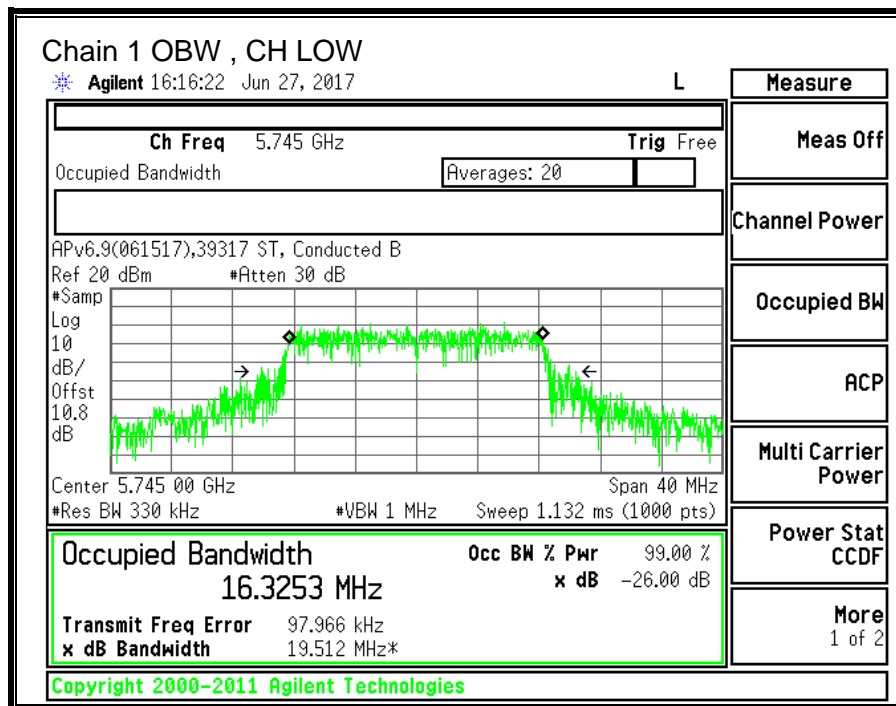 Chain 1 OBW , CH LOW
Agilent 16:16:22 Jun 27, 2017 L
Measure
Ch Freq 5.745 GHz Trig Free
Occupied Bandwidth Averages: 20
APv6.9(061517),39317 ST, Conducted B
Ref 20 dBm #Atten 30 dB
#Samp
Log
10
dB/
Offst
10.8
dB
Center 5.745 00 GHz Span 40 MHz
#Res BW 330 kHz #VBW 1 MHz Sweep 1.132 ms (1000 pts)
Occupied Bandwidth Occ BW % Pwr 99.00 %
16.3253 MHz x dB -26.00 dB
Transmit Freq Error 97.966 kHz
x dB Bandwidth 19.512 MHz*
Copyright 2000-2011 Agilent Technologies
Meas Off
Channel Power
Occupied BW
ACP
Multi Carrier
Power
Power Stat
CCDF
More
1 of 2